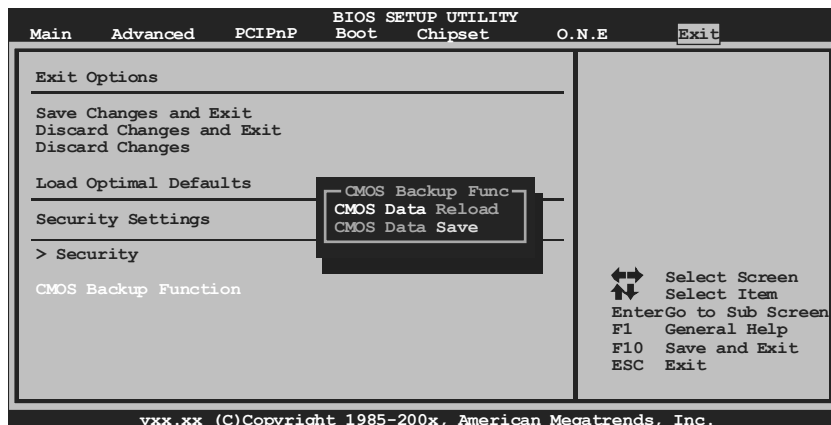 BIOS SETUP UTILITY
Main Advanced PCIPnP Boot Chipset O.N.E Exit
Exit Options
Save Changes and Exit
Discard Changes and Exit
Discard Changes
Load Optimal Defaults
Security Settings
> Security
CMOS Backup Function
CMOS Backup Func
CMOS Data Reload
CMOS Data Save
Select Screen
Select Item
EnterGo to Sub Screen
F1 General Help
F10 Save and Exit
ESC Exit
vxx.xx (C)Copyright 1985-200x, American Megatrends, Inc.